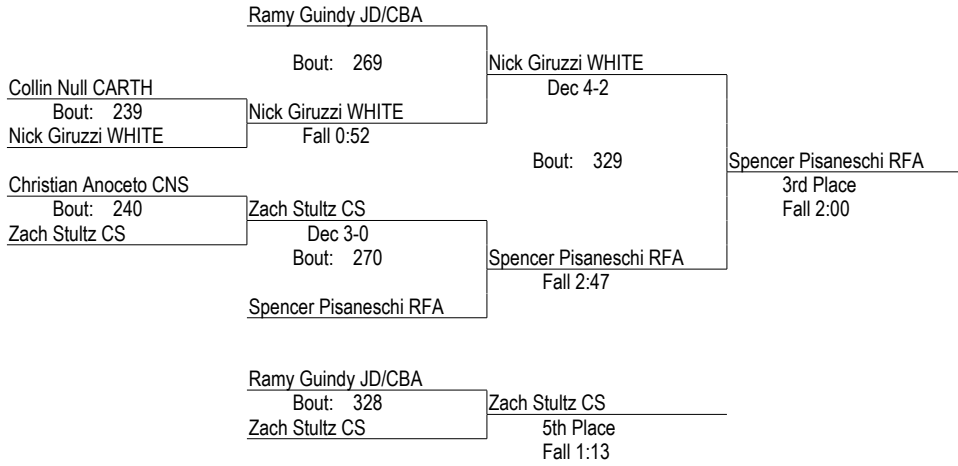 Ramy Guindy JD/CBA
Bout: 269
Nick Giruzzi WHITE
Dec 4-2
Collin Null CARTH
Bout: 239
Nick Giruzzi WHITE
Nick Giruzzi WHITE
Fall 0:52
Bout: 329
Spencer Pisaneschi RFA
3rd Place
Fall 2:00
Christian Anoceto CNS
Bout: 240
Zach Stultz CS
Zach Stultz CS
Dec 3-0
Bout: 270
Spencer Pisaneschi RFA
Fall 2:47
Spencer Pisaneschi RFA
Ramy Guindy JD/CBA
Bout: 328
Zach Stultz CS
Zach Stultz CS
5th Place
Fall 1:13